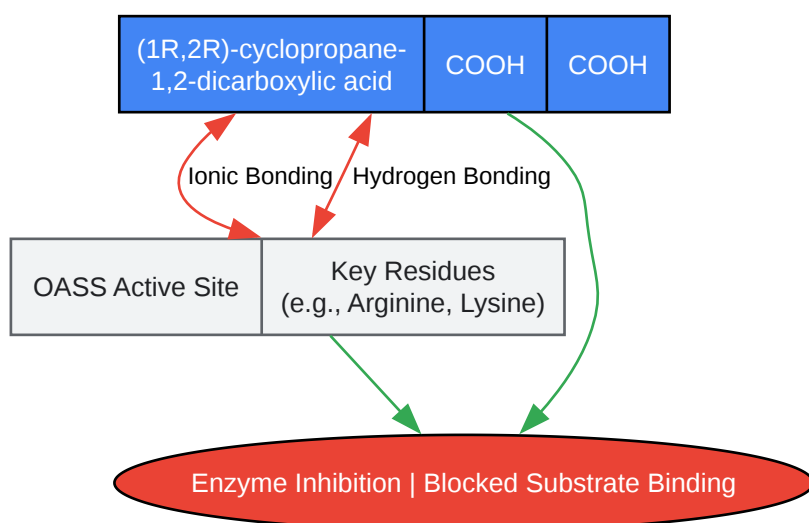 (1R,2R)-cyclopropane-
1,2-dicarboxylic acid
COOH
COOH
Ionic Bonding
Hydrogen Bonding
OASS Active Site
Key Residues
(e.g., Arginine, Lysine)
Enzyme Inhibition | Blocked Substrate Binding